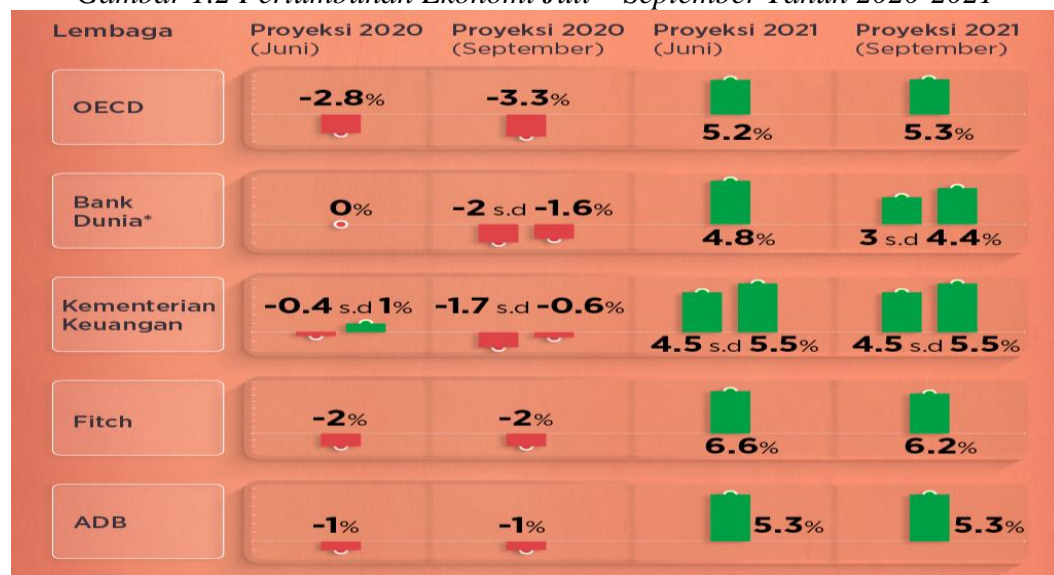 Gambar 1.2 Pertumbuhan Ekonomi Juli – September Tahun 2020-2021
Lembaga Proyeksi 2020 (Juni) Proyeksi 2020 (September) Proyeksi 2021 (Juni) Proyeksi 2021 (September)
OECD -2.8% -3.3% 5.2% 5.3%
Bank Dunia* 0% -2 s.d -1.6% 4.8% 3 s.d 4.4%
Kementerian Keuangan -0.4 s.d 1% -1.7 s.d -0.6% 4.5 s.d 5.5% 4.5 s.d 5.5%
Fitch -2% -2% 6.6% 6.2%
ADB -1% -1% 5.3% 5.3%